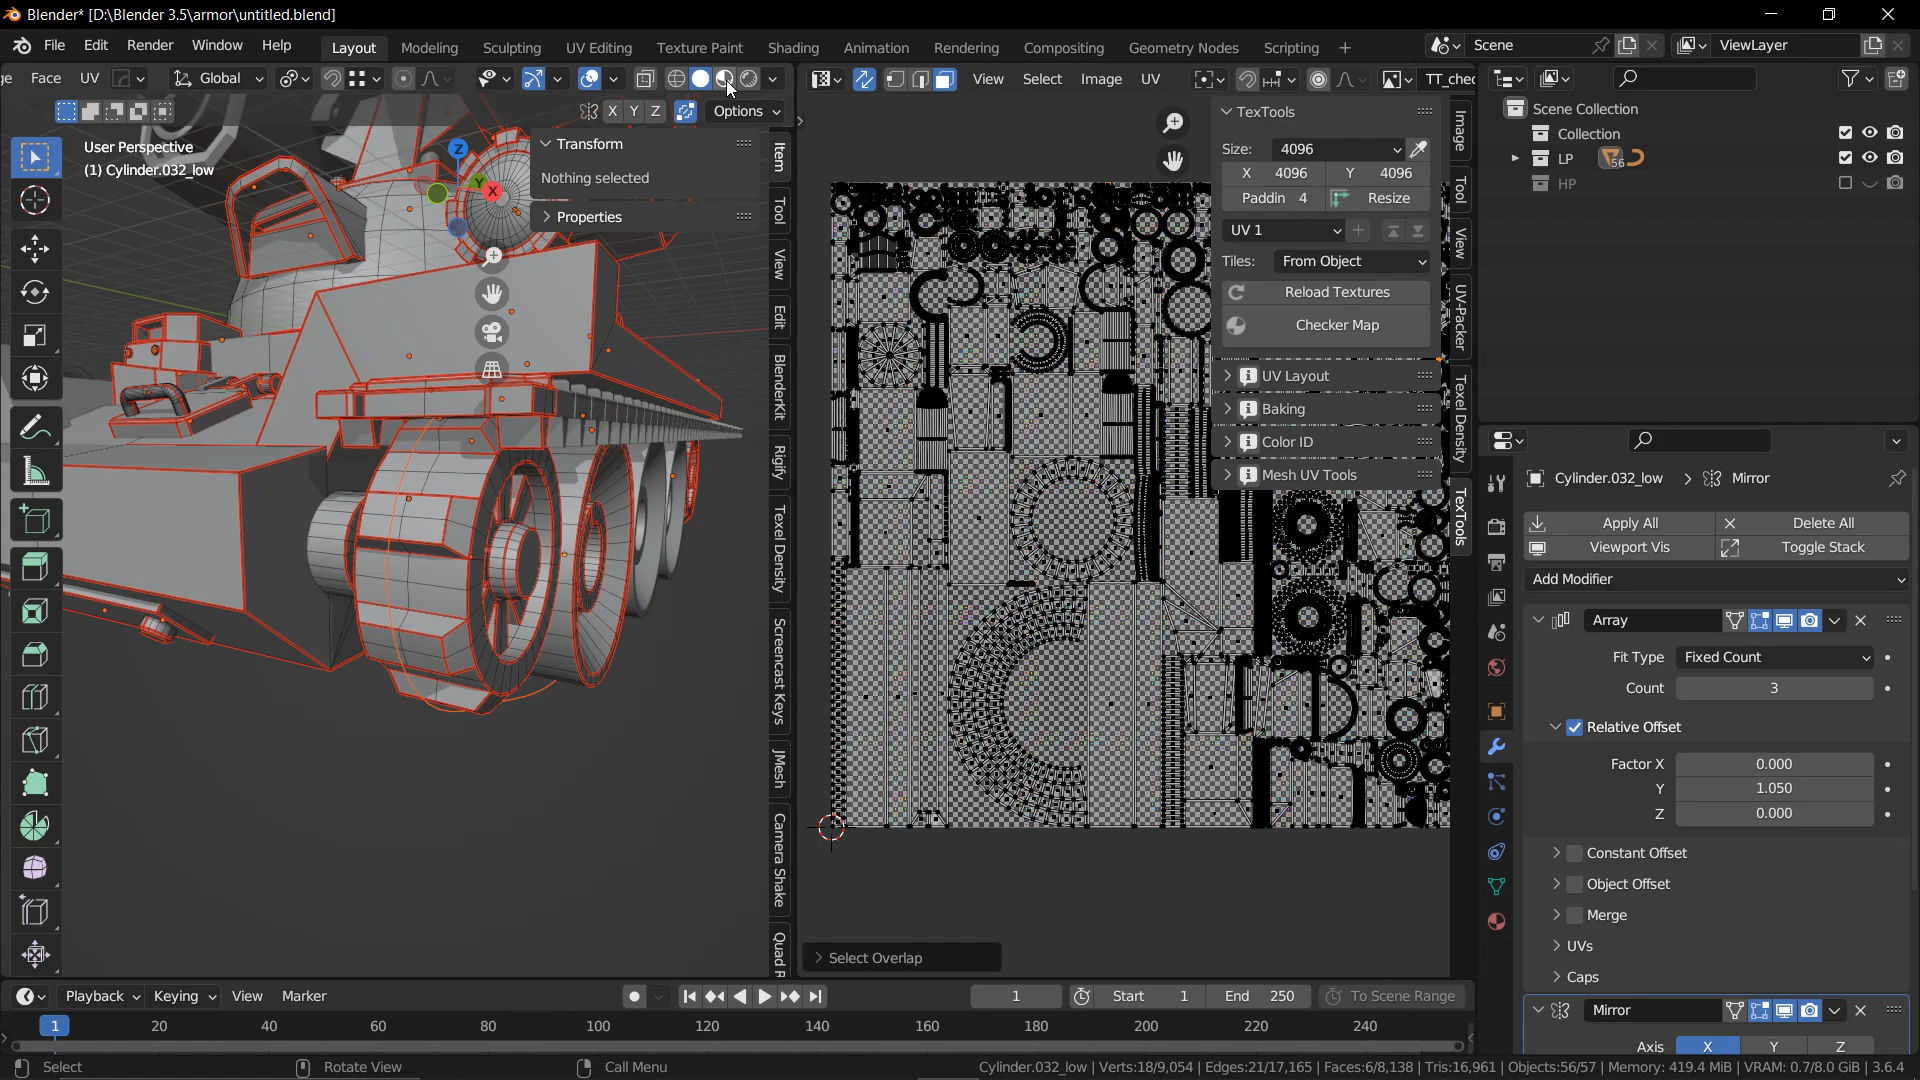 Blender* [D:\Blender 3.5\armor\untitled.blend]
File Edit Render Window Help Layout Modeling Sculpting UV Editing Texture Paint Shading Animation Rendering Compositing Geometry Nodes Scripting + Scene ViewLayer
ge Face UV Global View Select Image UV TT_chec
X Y Z Options
User Perspective
(1) Cylinder.032_low
Transform
Nothing selected
Properties
Z
Y
X
Item
Tool
View
Edit
BlenderKit
Rigify
Texel Density
Screencast Keys
JMesh
Camera Shake
Quad R
TexTools
Size: 4096
X 4096 Y 4096
Paddin 4 Resize
UV 1
Tiles: From Object
Reload Textures
Checker Map
UV Layout
Baking
Color ID
Mesh UV Tools
Image
Tool
View
UV-Packer
Texel Density
TexTools
Select Overlap
Scene Collection
Collection
LP 56
HP
Cylinder.032_low > Mirror
Apply All Delete All
Viewport Vis Toggle Stack
Add Modifier
Array
Fit Type Fixed Count
Count 3
Relative Offset
Factor X 0.000
Y 1.050
Z 0.000
Constant Offset
Object Offset
Merge
UVs
Caps
Mirror
Axis X Y Z
Playback Keying View Marker 1 Start 1 End 250 To Scene Range
1 20 40 60 80 100 120 140 160 180 200 220 240
Select Rotate View Call Menu Cylinder.032_low | Verts:18/9,054 | Edges:21/17,165 | Faces:6/8,138 | Tris:16,961 | Objects:56/57 | Memory: 419.4 MiB | VRAM: 0.7/8.0 GiB | 3.6.4